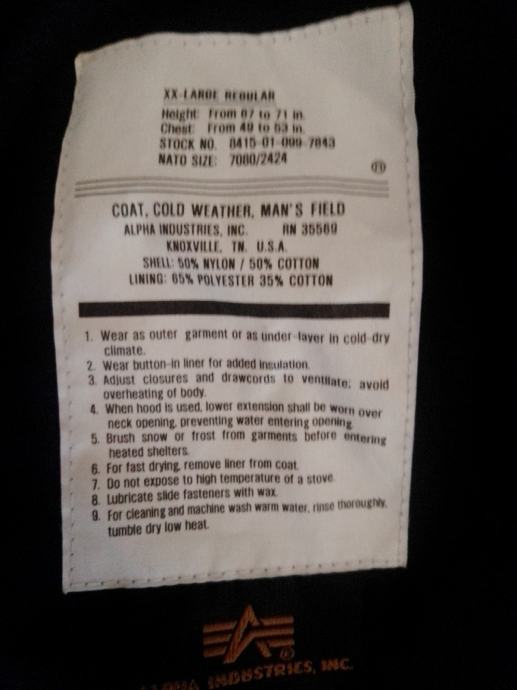 XX-LARGE REGULAR
Height: From 67 to 71 in.
Chest: From 49 to 53 in.
STOCK NO. 8415-01-099-7843
NATO SIZE: 7080/2424
COAT, COLD WEATHER, MAN'S FIELD
ALPHA INDUSTRIES, INC. RN 35569
KNOXVILLE, TN. U.S.A.
SHELL: 50% NYLON / 50% COTTON
LINING: 65% POLYESTER 35% COTTON
1. Wear as outer garment or as under-layer in cold-dry
climate.
2. Wear button-in liner for added insulation.
3. Adjust closures and drawcords to ventilate; avoid
overheating of body.
4. When hood is used, lower extension shall be worn over
neck opening, preventing water entering opening.
5. Brush snow or frost from garments before entering
heated shelters.
6. For fast drying, remove liner from coat.
7. Do not expose to high temperature of a stove.
8. Lubricate slide fasteners with wax.
9. For cleaning and machine wash warm water, rinse thoroughly,
tumble dry low heat.
ALPHA INDUSTRIES, INC.